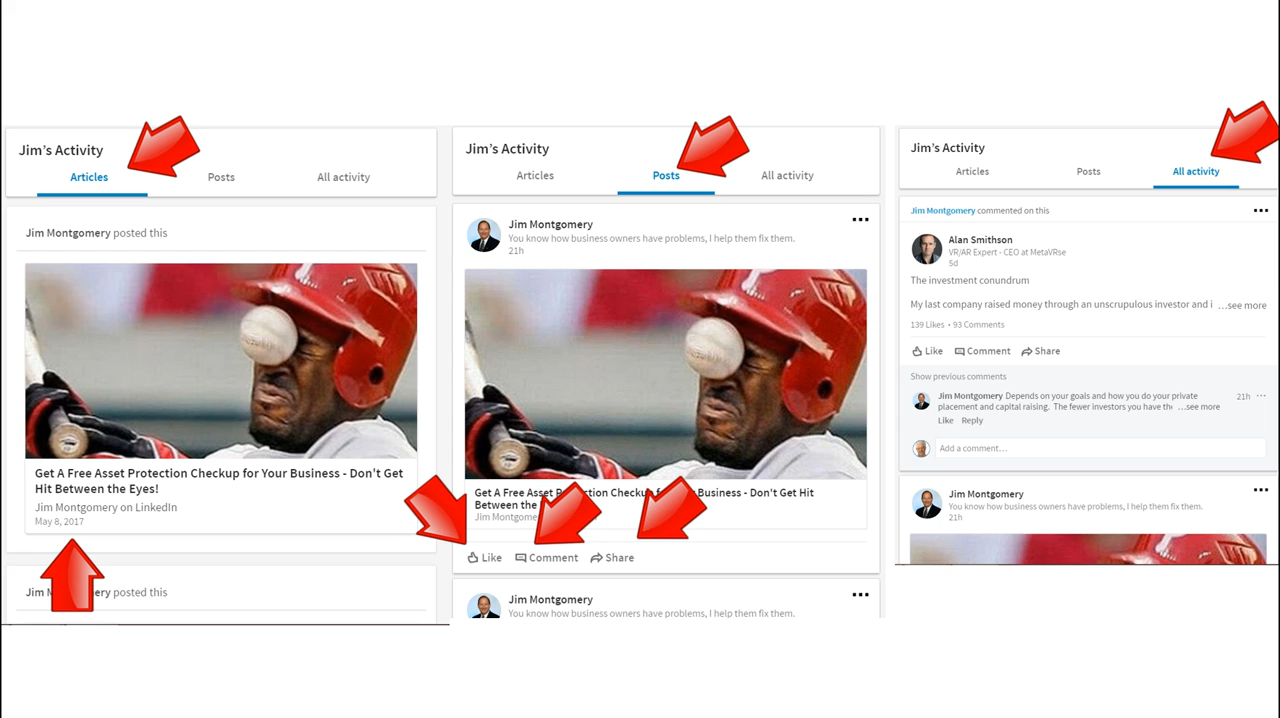 Jim's Activity
Articles Posts All activity
Jim Montgomery posted this
Get A Free Asset Protection Checkup for Your Business - Don't Get
Hit Between the Eyes!
Jim Montgomery on LinkedIn
May 8, 2017
Jim posted this
Jim's Activity
Articles Posts All activity
Jim Montgomery
You know how business owners have problems, I help them fix them.
21h
Get A Free Asset Checkup Business - Don't Get Hit
Between the
Jim
Like Comment Share
Jim Montgomery
You know how business owners have problems, I help them fix them.
Jim's Activity
Articles Posts All activity
Jim Montgomery commented on this
Alan Smithson
VR/AR Expert - CEO at MetaVRse
5d
The investment conundrum
My last company raised money through an unscrupulous investor and i ...see more
139 Likes • 93 Comments
Like Comment Share
Show previous comments
Jim Montgomery Depends on your goals and how you do your private 21h
placement and capital raising. The fewer investors you have ...see more
Like Reply
Add a comment...
Jim Montgomery
You know how business owners have problems, I help them fix them.
21h